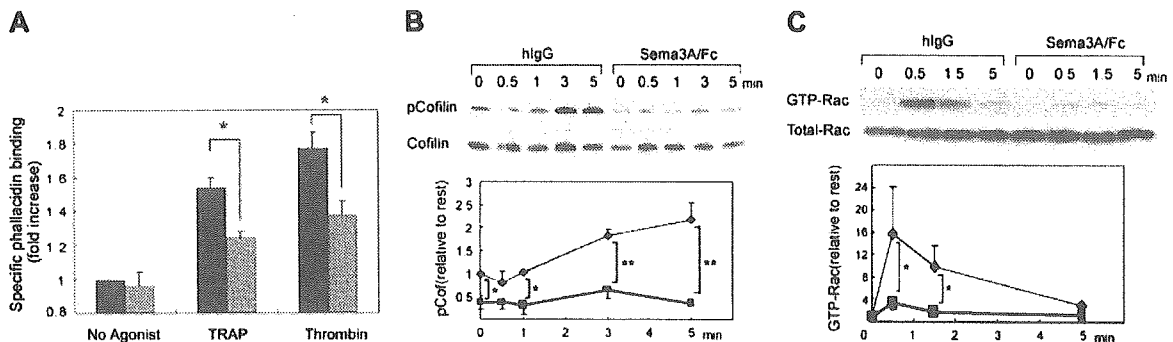 A
Specific phallacidin binding
(fold increase)
2
1.8
1.6
1 4
1.2
1
0.8
*
*
No Agonist
TRAP
Thrombin
B
hIgG
Sema3A/Fc
0 0.5 1 3 5 0 0.5 1 3 5 min
pCofilin
Cofilin
pCof(relative to rest)
3
2 5
2
1.5
1
0.5
*
*
**
**
0 1 2 3 4 5 min
C
hIgG
Sema3A/Fc
0 0.5 1 5 5 0 0.5 1.5 5 min
GTP-Rac
Total-Rac
GTP-Rac(relative to rest)
28
24
20
16
12
8
4
*
*
0 1 2 3 4 5 min